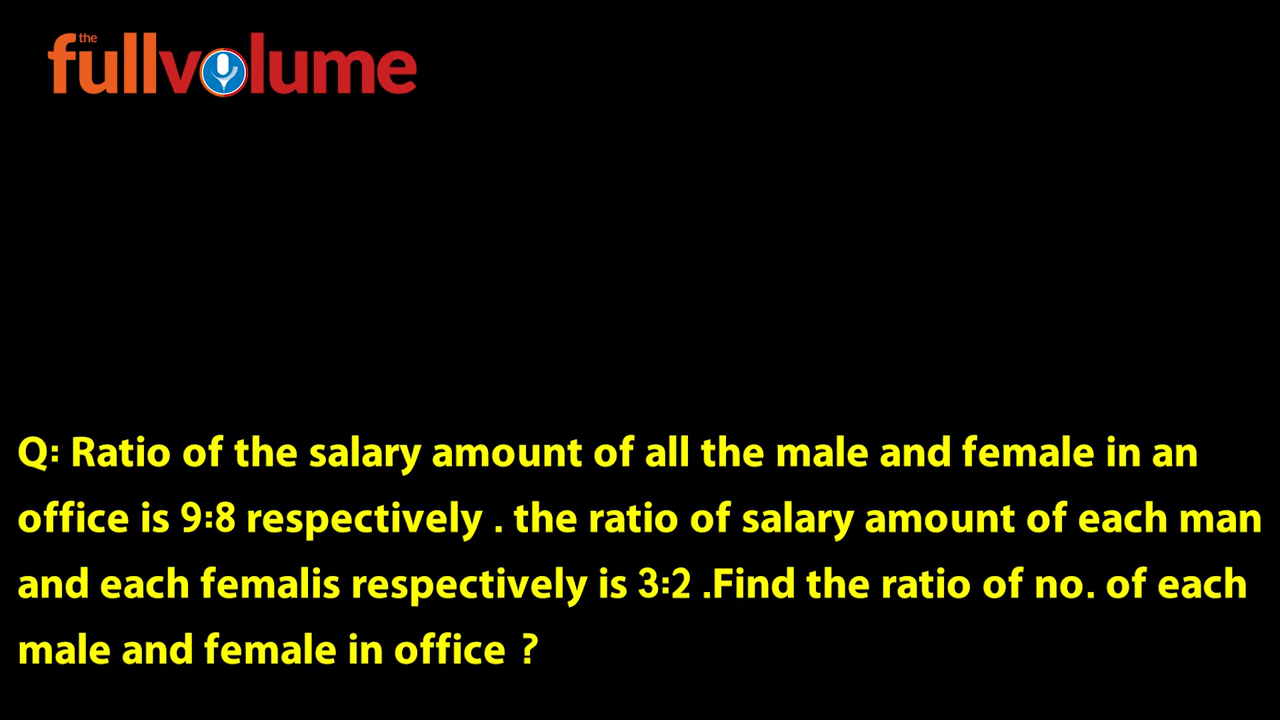 the
fullvolume
Q: Ratio of the salary amount of all the male and female in an
office is 9:8 respectively . the ratio of salary amount of each man
and each femalis respectively is 3:2 .Find the ratio of no. of each
male and female in office ?